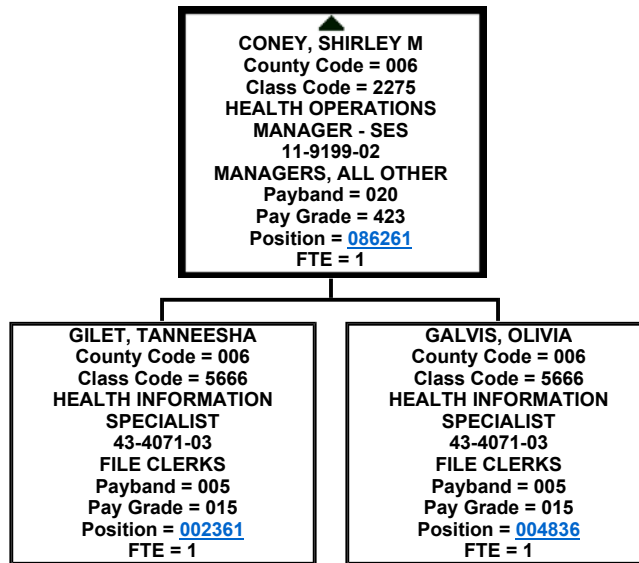 CONEY, SHIRLEY M
County Code = 006
Class Code = 2275
HEALTH OPERATIONS
MANAGER - SES
11-9199-02
MANAGERS, ALL OTHER
Payband = 020
Pay Grade = 423
Position = 086261
FTE = 1
GILET, TANNEESHA
County Code = 006
Class Code = 5666
HEALTH INFORMATION
SPECIALIST
43-4071-03
FILE CLERKS
Payband = 005
Pay Grade = 015
Position = 002361
FTE = 1
GALVIS, OLIVIA
County Code = 006
Class Code = 5666
HEALTH INFORMATION
SPECIALIST
43-4071-03
FILE CLERKS
Payband = 005
Pay Grade = 015
Position = 004836
FTE = 1